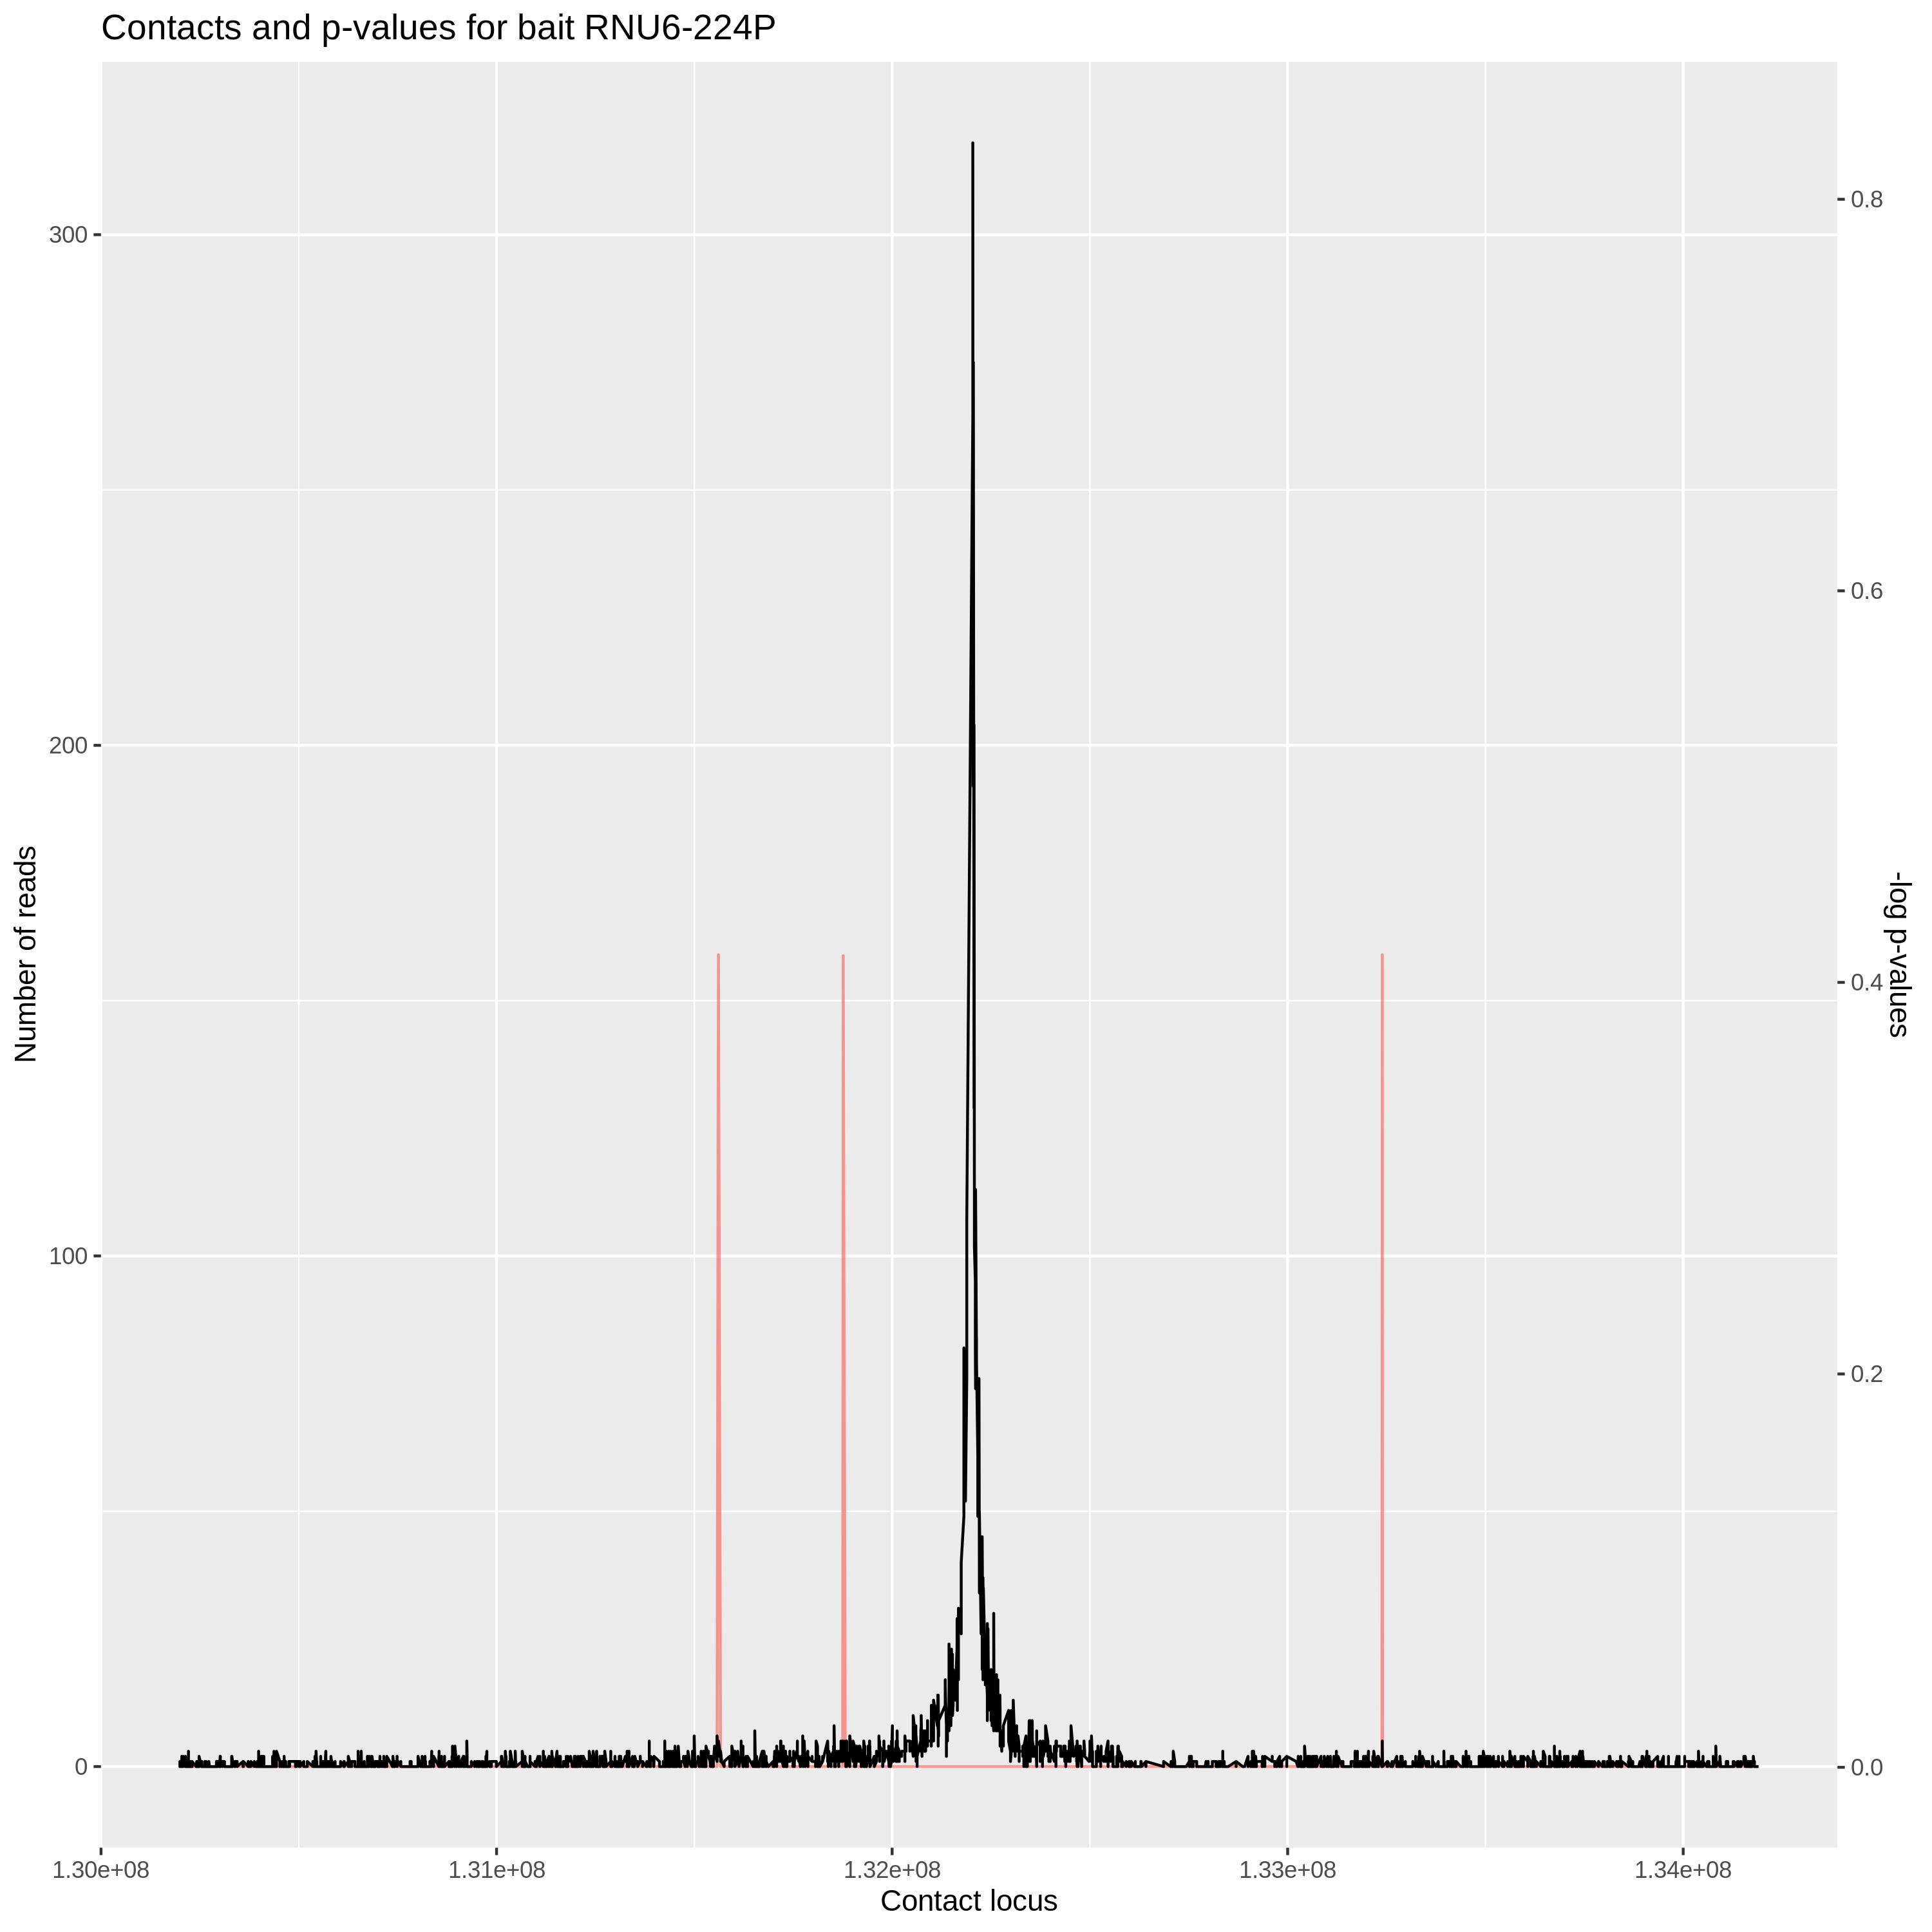 Contacts and p-values for bait RNU6-224P
300
200
100
0
Number of reads
0.8
0.6
0.4
0.2
0.0
-log p-values
1.30e+08 1.31e+08 1.32e+08 1.33e+08 1.34e+08
Contact locus